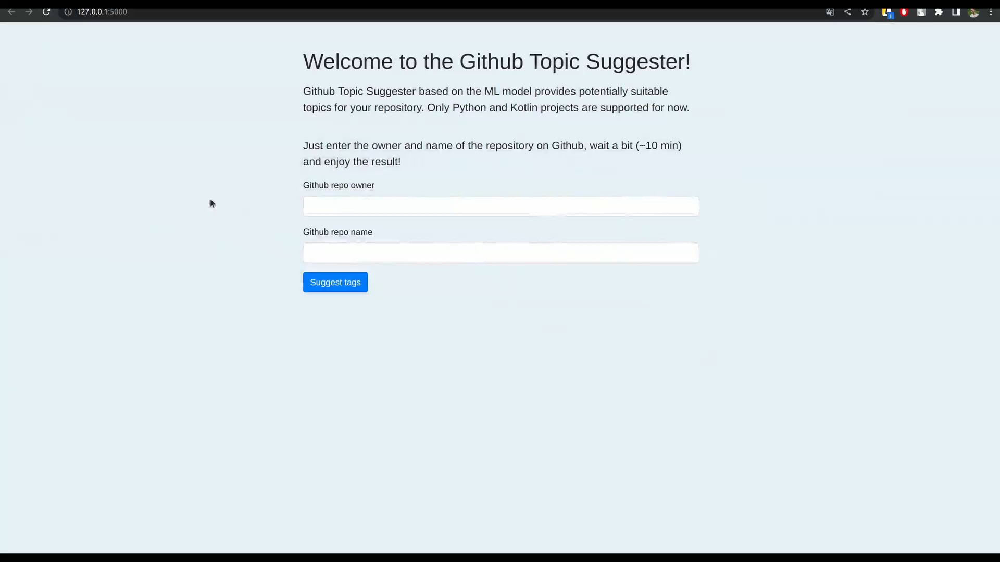 127.0.0.1:5000
Welcome to the Github Topic Suggester!
Github Topic Suggester based on the ML model provides potentially suitable
topics for your repository. Only Python and Kotlin projects are supported for now.
Just enter the owner and name of the repository on Github, wait a bit (~10 min)
and enjoy the result!
Github repo owner
Github repo name
Suggest tags